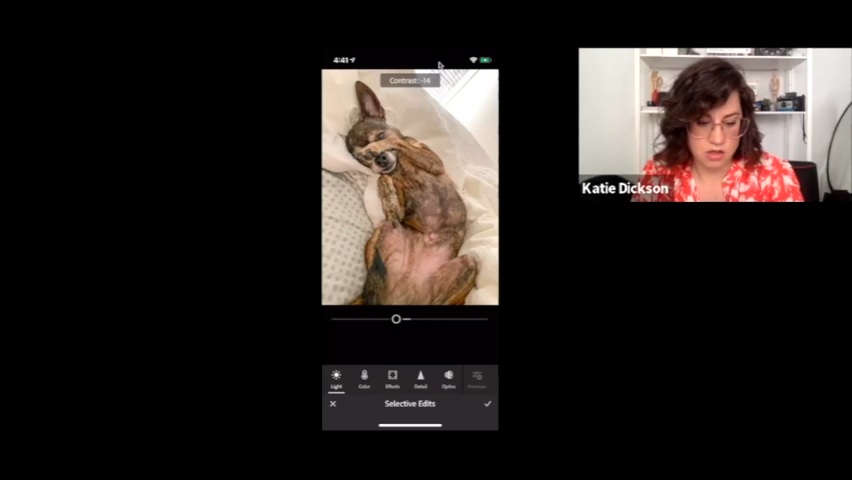 4:41
Contrast: -14
Katie Dickson
Light
Color
Effects
Detail
Optics
Selective Edits